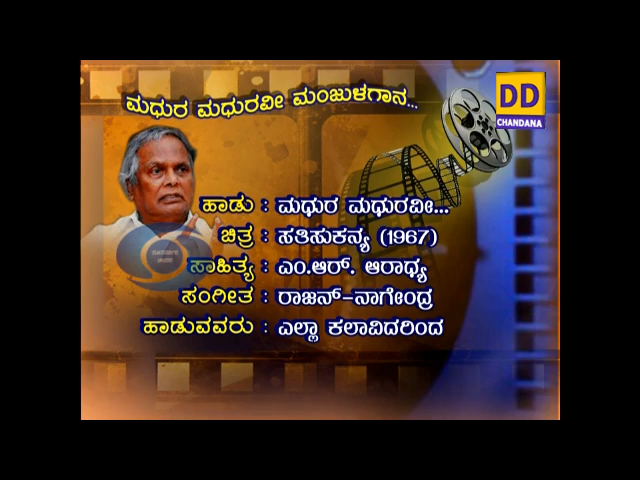 ಮಧುರ ಮಧುರವೀ ಮಂಜುಳಗಾನ...
DD
CHANDANA
ಹಾಡು : ಮಧುರ ಮಧುರವೀ...
ಚಿತ್ರ : ಸತಿಸುಕನ್ಯ (1967)
ಸಾಹಿತ್ಯ : ಎಂ.ಆರ್. ಆರಾಧ್ಯ
ಸಂಗೀತ : ರಾಜನ್-ನಾಗೇಂದ್ರ
ಹಾಡುವವರು : ಎಲ್ಲಾ ಕಲಾವಿದರಿಂದ